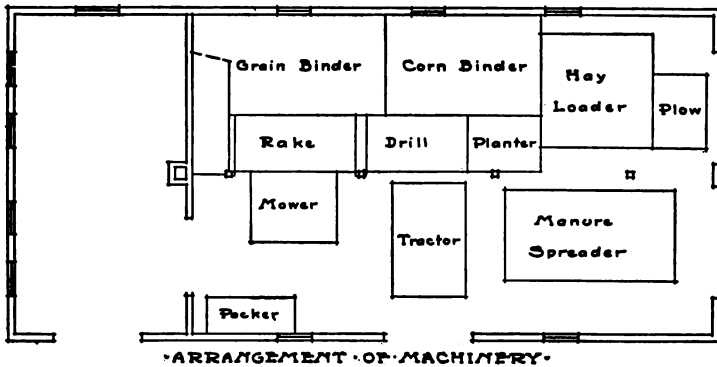 Grain Binder
Corn Binder
Hay
Loader
Plow
Rake
Drill
Planter
Mower
Tractor
Manure
Spreader
Packer
·ARRANGEMENT·OF·MACHINERY·